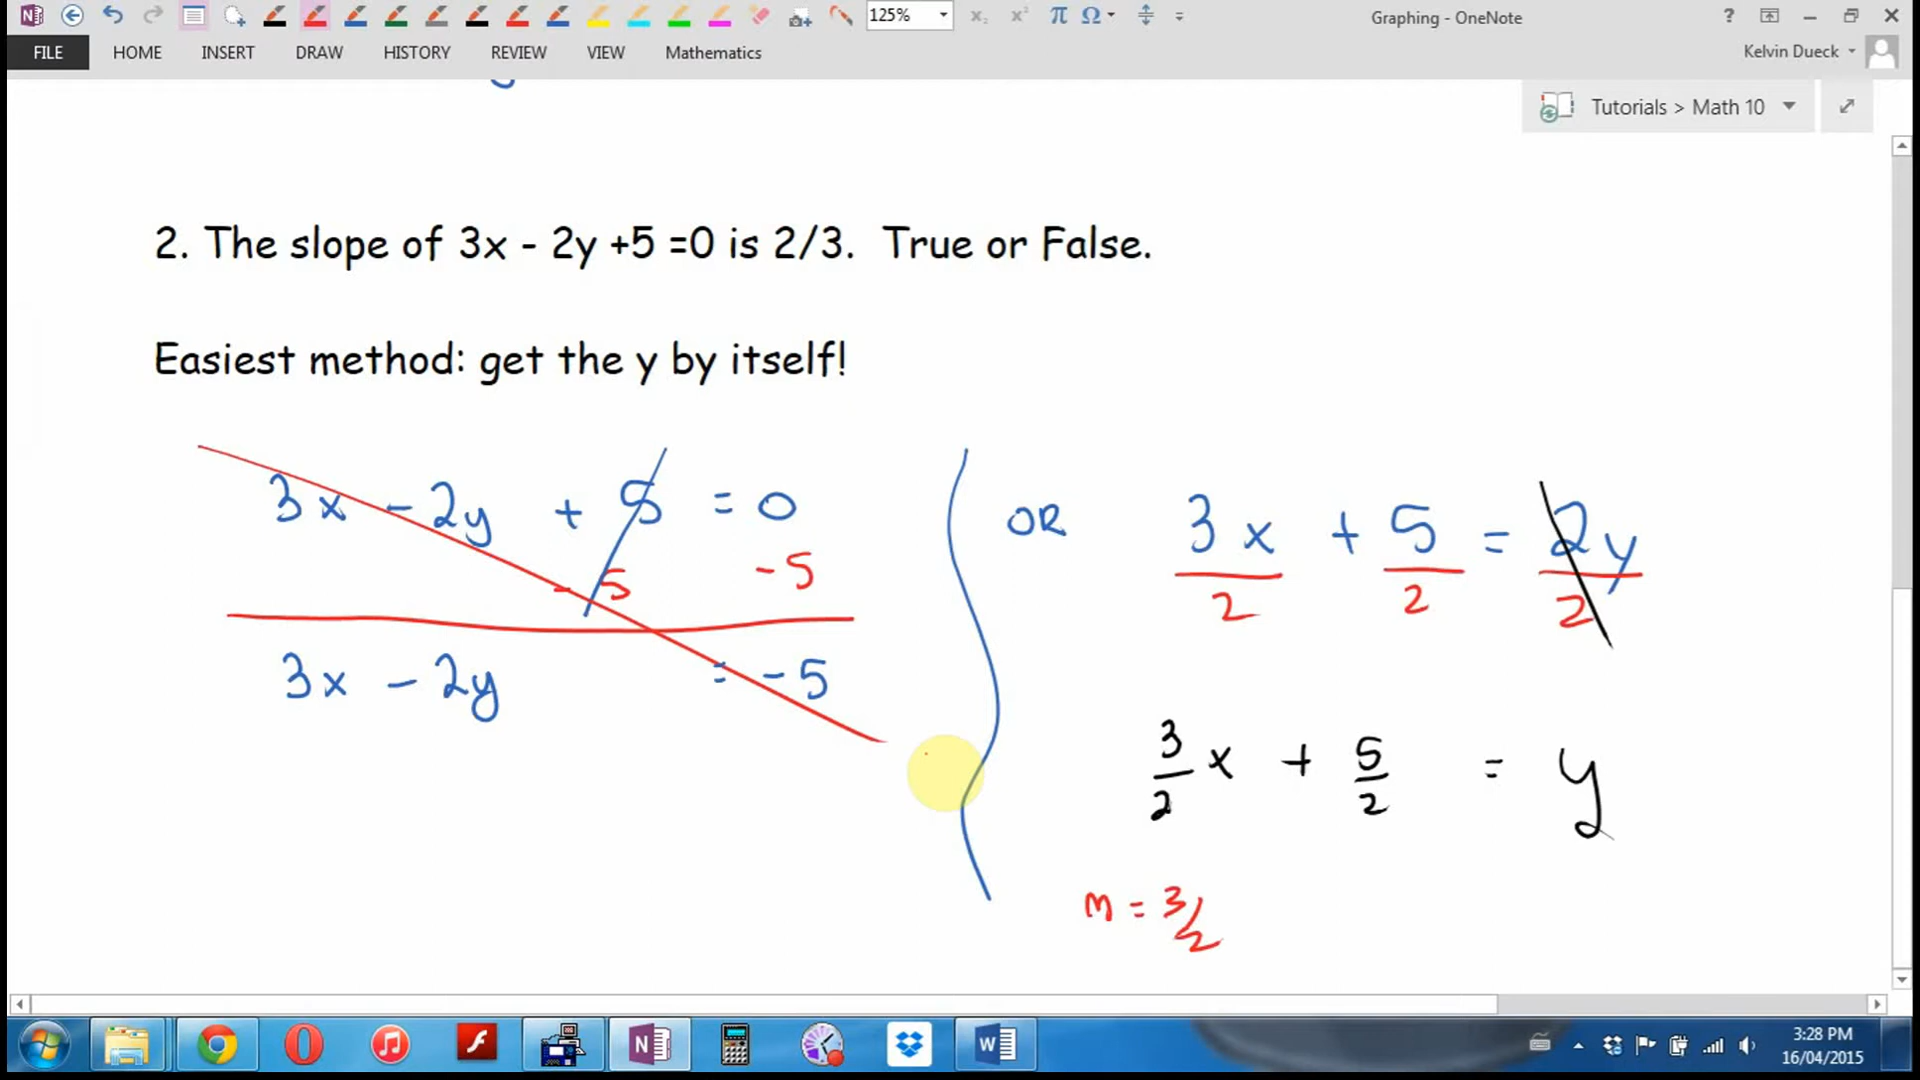 125%
x₂ x² π Ω
Graphing - OneNote
?
FILE HOME INSERT DRAW HISTORY REVIEW VIEW Mathematics
Kelvin Dueck
Tutorials > Math 10
2. The slope of 3x - 2y +5 =0 is 2/3. True or False.
Easiest method: get the y by itself!
3x - 2y + 5 = 0
- 5 - 5
3x - 2y = - 5
OR
3x + 5 = 2y
2 2 2
3/2 x + 5/2 = y
m = 3/2
3:28 PM
16/04/2015